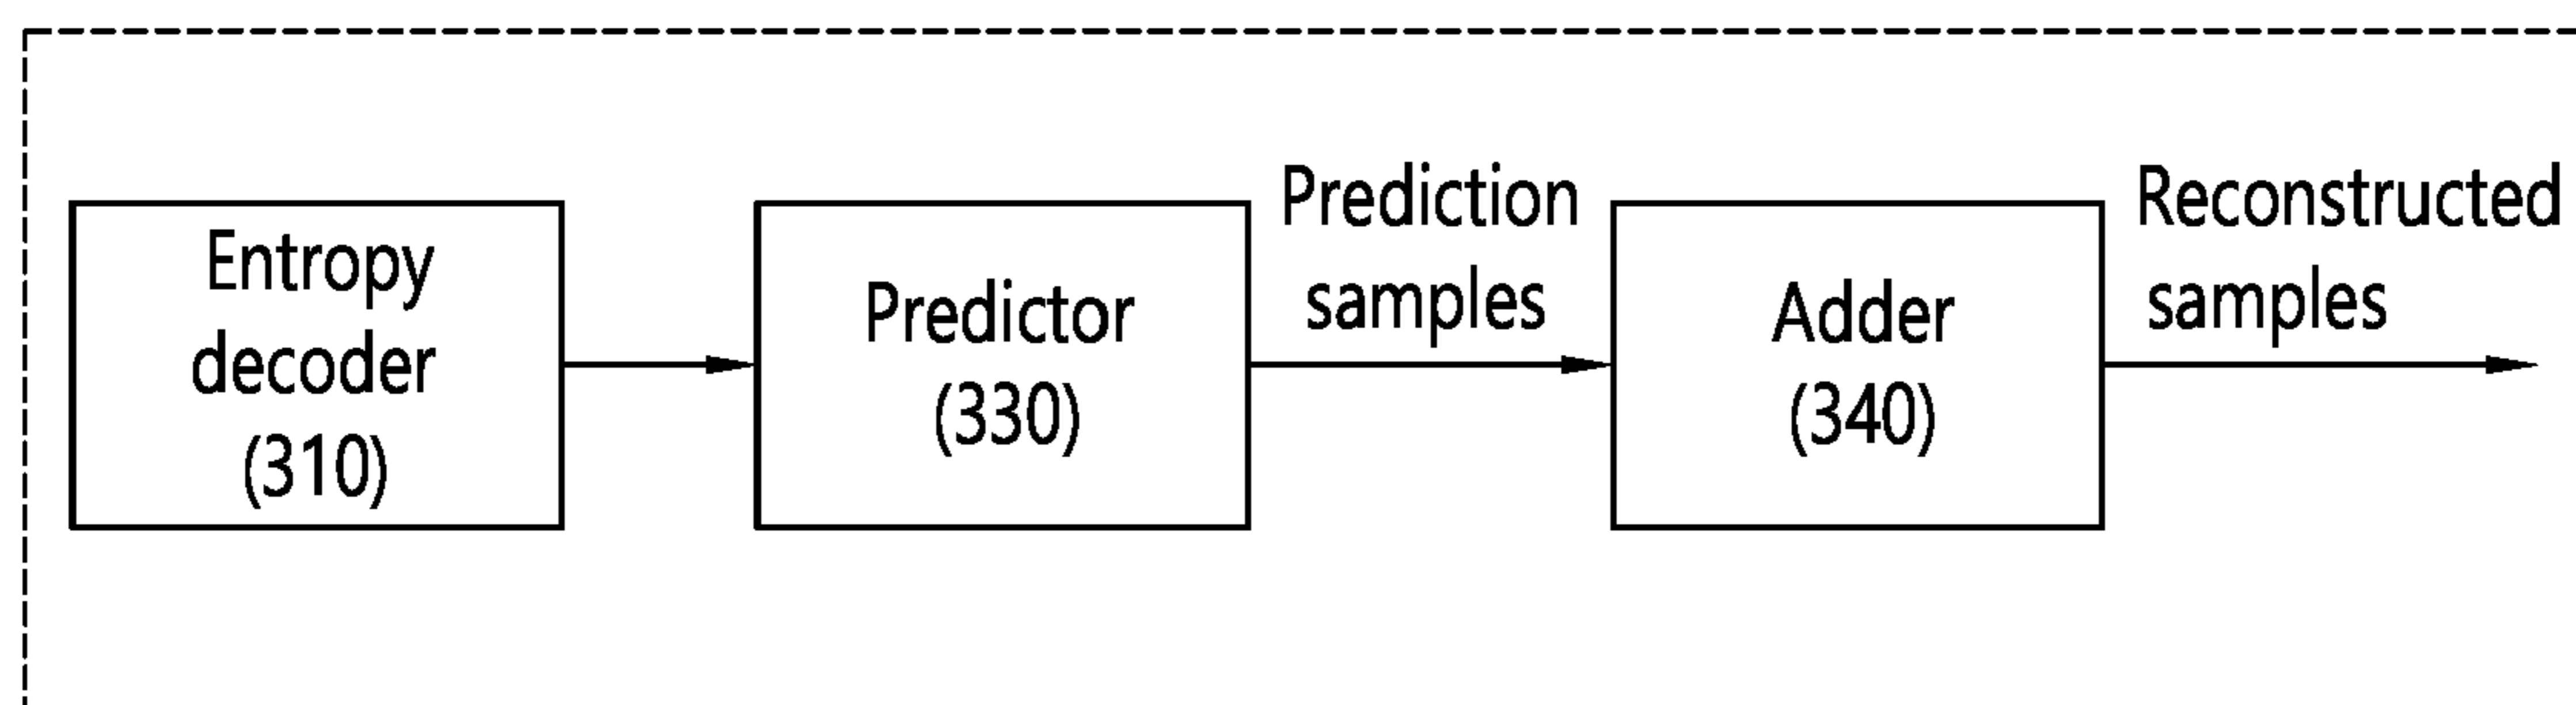 Entropy
decoder
(310)
Predictor
(330)
Prediction
samples
Adder
(340)
Reconstructed
samples